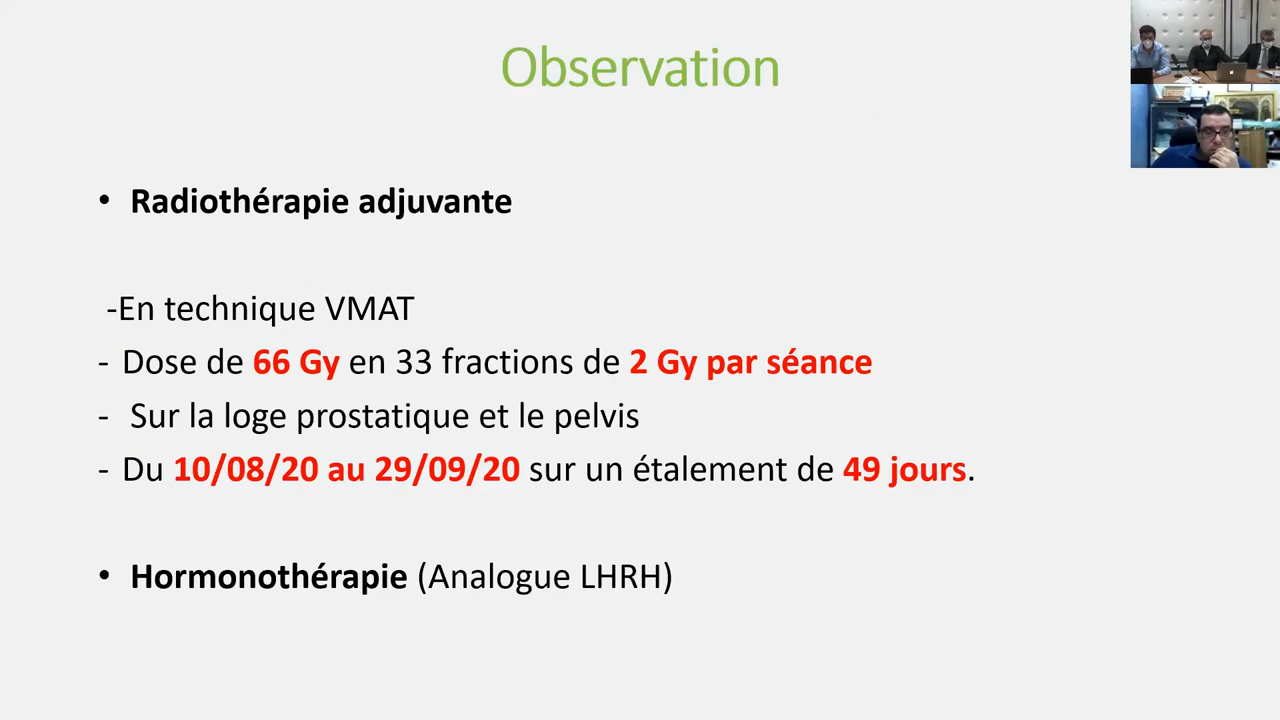 Observation
• Radiothérapie adjuvante
-En technique VMAT
- Dose de 66 Gy en 33 fractions de 2 Gy par séance
- Sur la loge prostatique et le pelvis
- Du 10/08/20 au 29/09/20 sur un étalement de 49 jours.
• Hormonothérapie (Analogue LHRH)